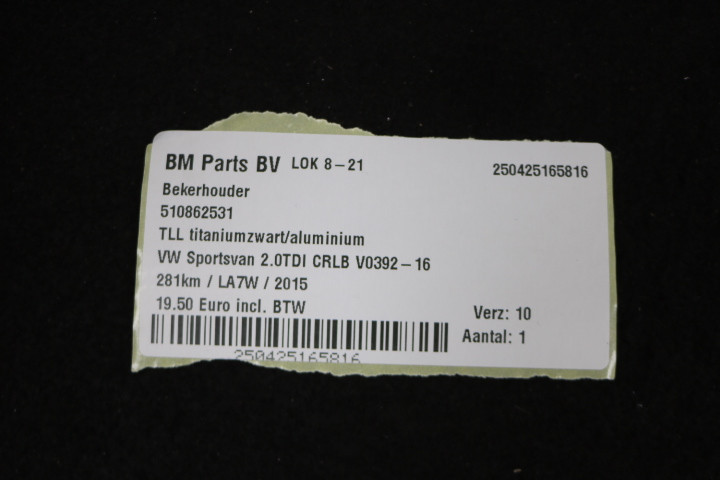 BM Parts BV LOK 8-21 250425165816
Bekerhouder
510862531
TLL titaniumzwart/aluminium
VW Sportsvan 2.0TDI CRLB V0392-16
281km / LA7W / 2015
19.50 Euro incl. BTW
Verz: 10
Aantal: 1
250425165816